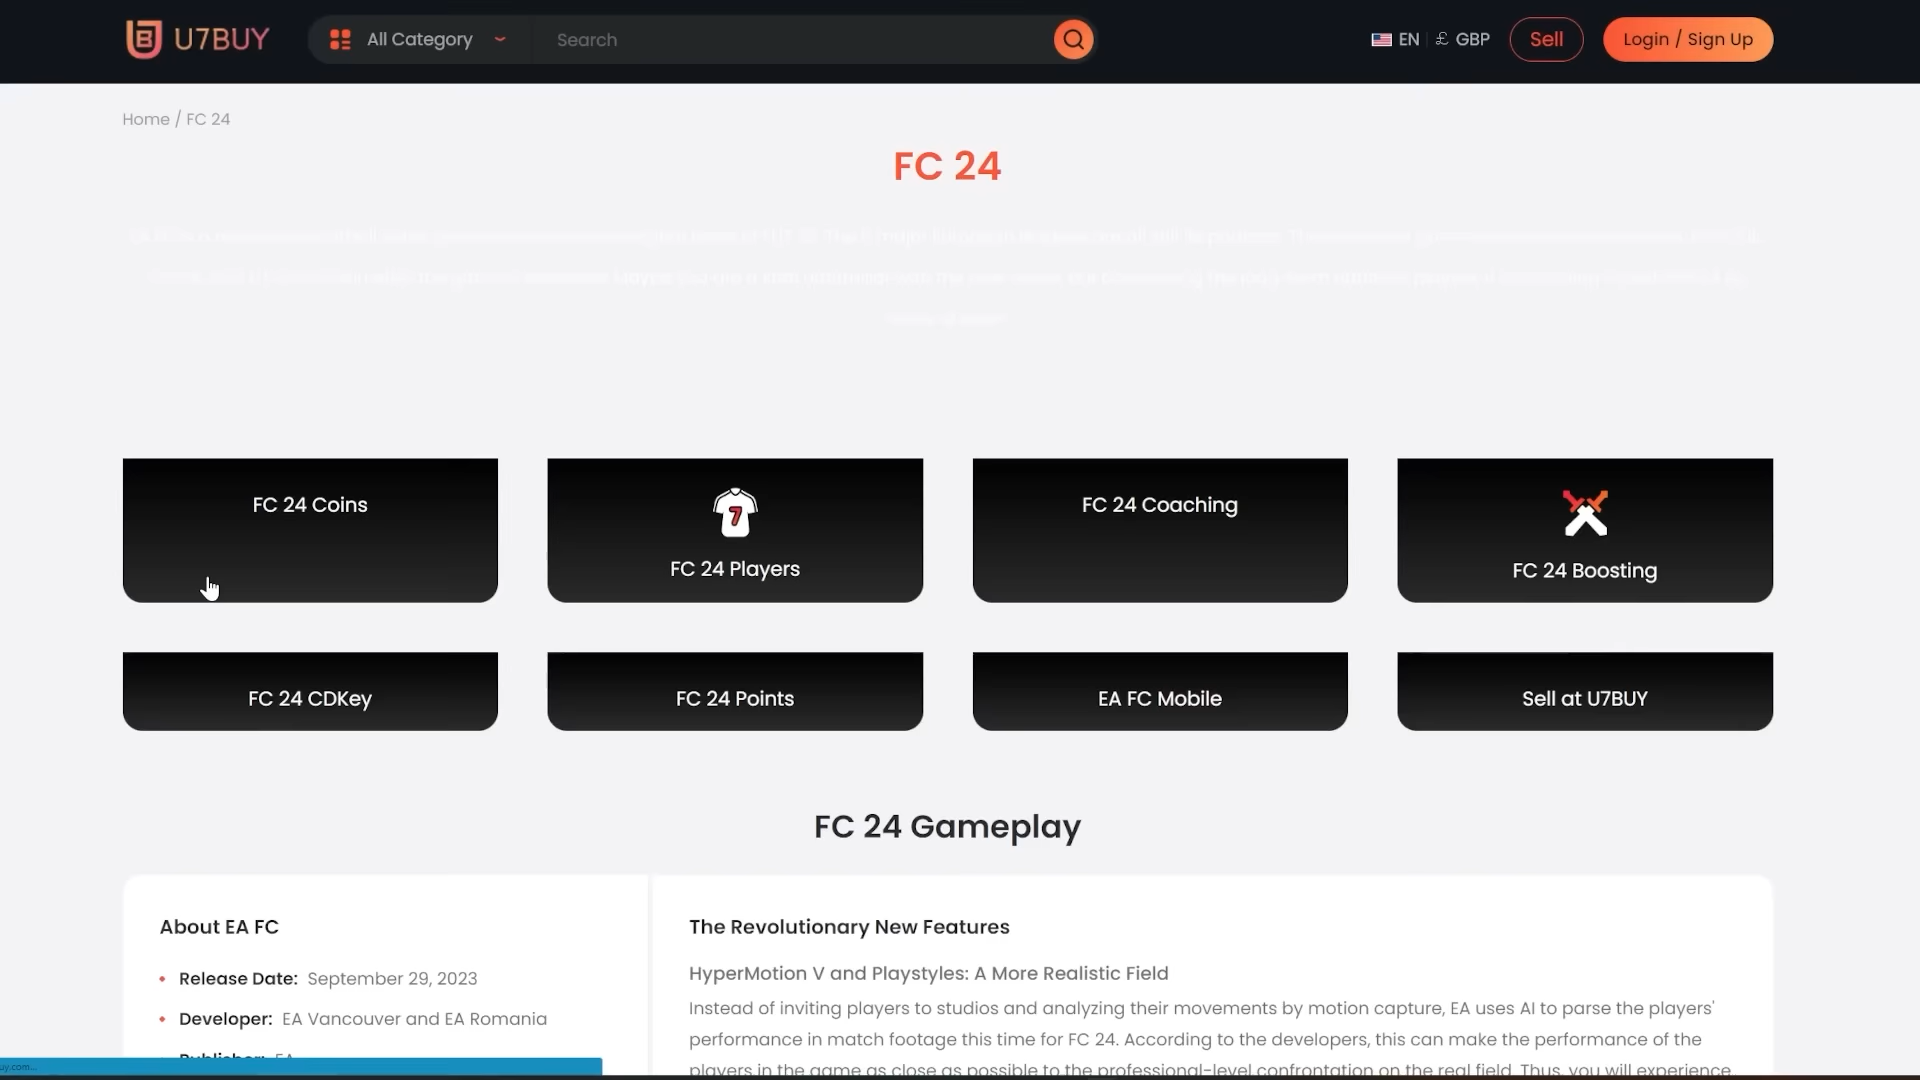 U7BUY
All Category
Search
EN
£ GBP
Sell
Login / Sign Up
Home / FC 24
FC 24
FC 24 Coins
7
FC 24 Players
FC 24 Coaching
FC 24 Boosting
FC 24 CDKey
FC 24 Points
EA FC Mobile
Sell at U7BUY
FC 24 Gameplay
About EA FC
• Release Date: September 29, 2023
• Developer: EA Vancouver and EA Romania
• Publisher: EA
The Revolutionary New Features
HyperMotion V and Playstyles: A More Realistic Field
Instead of inviting players to studios and analyzing their movements by motion capture, EA uses AI to parse the players'
performance in match footage this time for FC 24. According to the developers, this can make the performance of the
players in the game as close as possible to the professional-level confrontation on the real field. Thus, you will experience
uy.com...